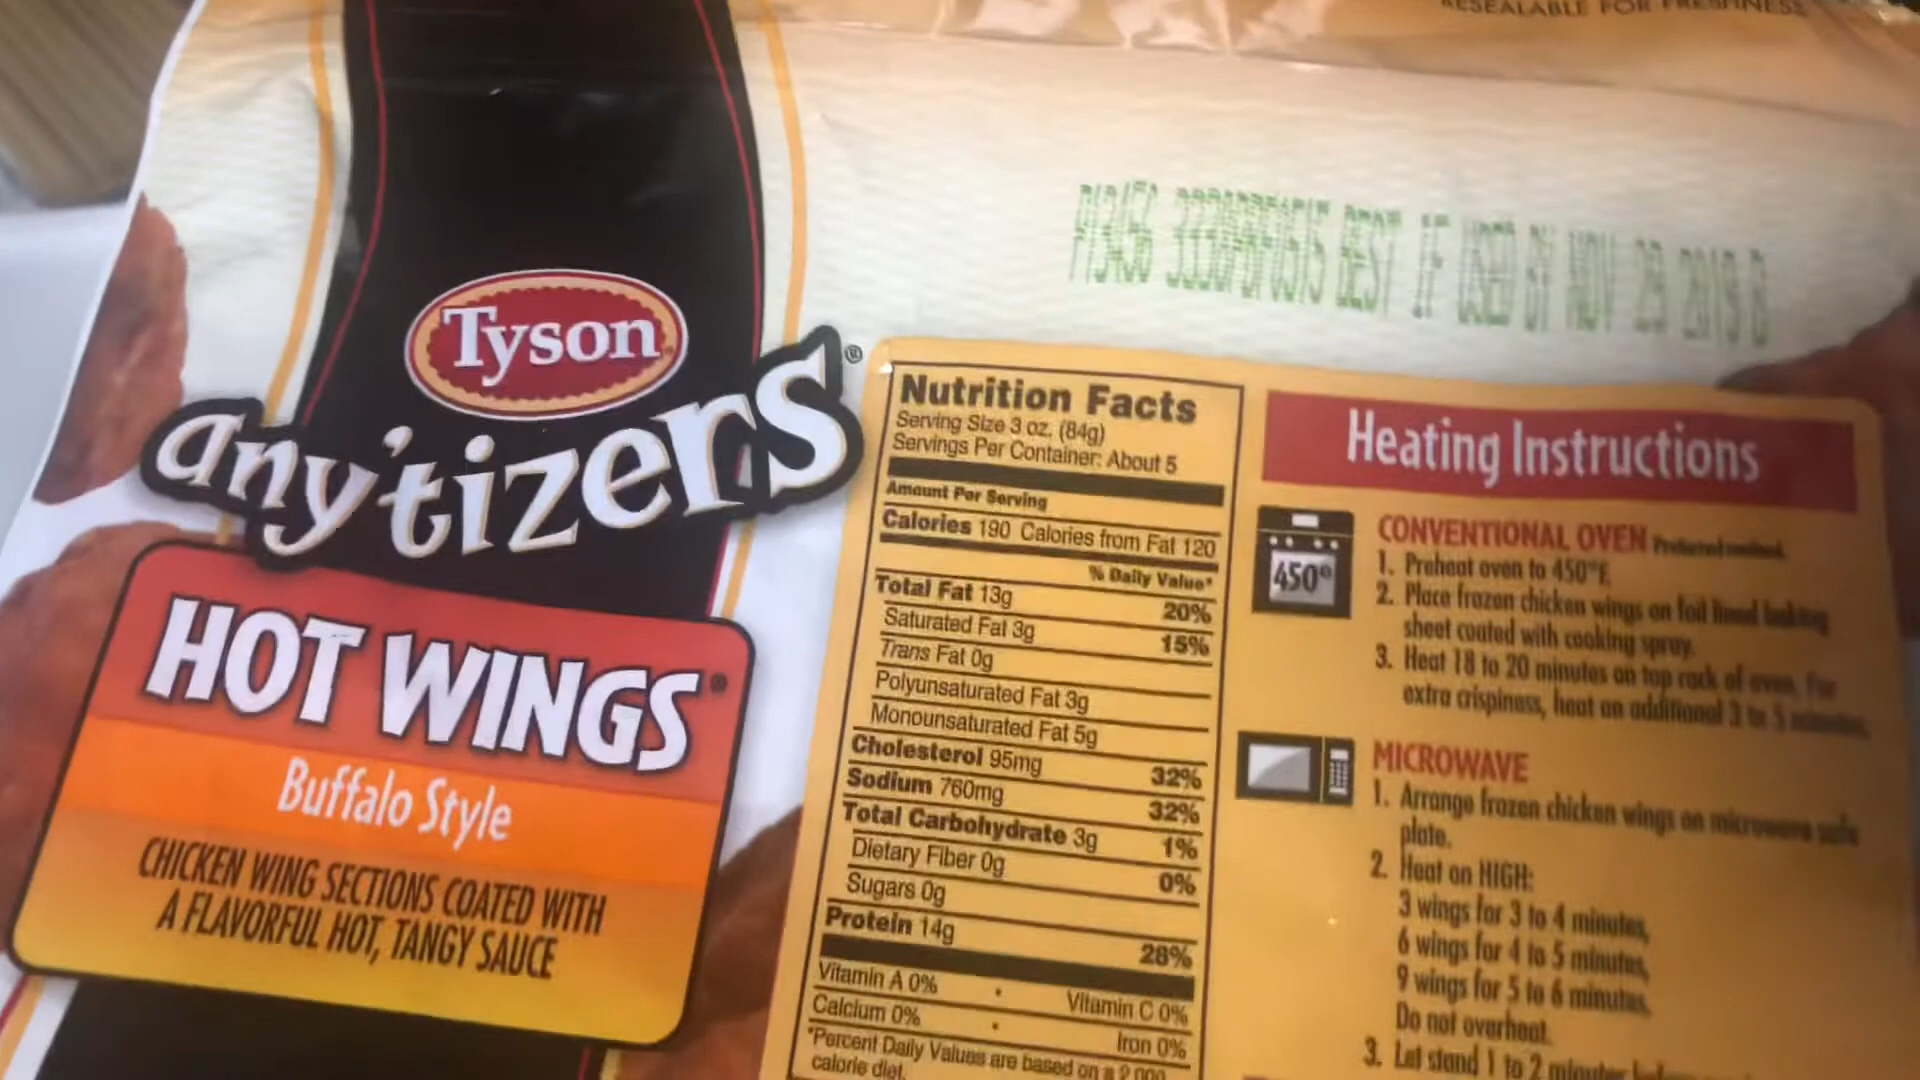 RESEALABLE FOR FRESHNESS
BEST IF USED BY NOV 29 2019 B
Tyson
any'tizers®
HOT WINGS®
Buffalo Style
CHICKEN WING SECTIONS COATED WITH
A FLAVORFUL HOT, TANGY SAUCE
Nutrition Facts
Serving Size 3 oz. (84g)
Servings Per Container: About 5
Amount Per Serving
Calories 190 Calories from Fat 120
% Daily Value*
Total Fat 13g 20%
Saturated Fat 3g 15%
Trans Fat 0g
Polyunsaturated Fat 3g
Monounsaturated Fat 5g
Cholesterol 95mg 32%
Sodium 760mg 32%
Total Carbohydrate 3g 1%
Dietary Fiber 0g 0%
Sugars 0g
Protein 14g 28%
Vitamin A 0% • Vitamin C 0%
Calcium 0% • Iron 0%
*Percent Daily Values are based on a 2,000
calorie diet.
Heating Instructions
450°
CONVENTIONAL OVEN Preferred method.
1. Preheat oven to 450°F.
2. Place frozen chicken wings on foil lined baking
sheet coated with cooking spray.
3. Heat 18 to 20 minutes on top rack of oven. For
extra crispiness, heat an additional 3 to 5 minutes.
MICROWAVE
1. Arrange frozen chicken wings on microwave safe
plate.
2. Heat on HIGH:
3 wings for 3 to 4 minutes,
6 wings for 4 to 5 minutes,
9 wings for 5 to 6 minutes.
Do not overheat.
3. Let stand 1 to 2 minutes before